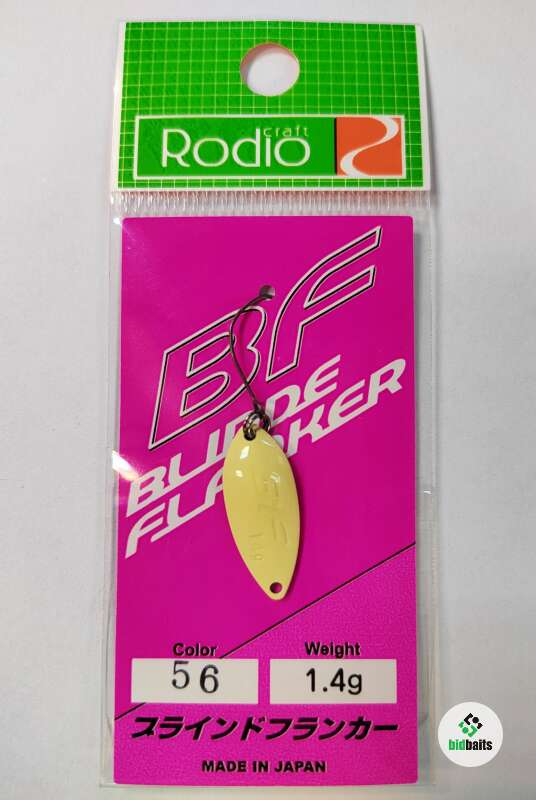 Rodio craft
BF
BLINDE
FLANKER
Color
56
Weight
1.4g
ブラインドフランカー
MADE IN JAPAN
bidbaits